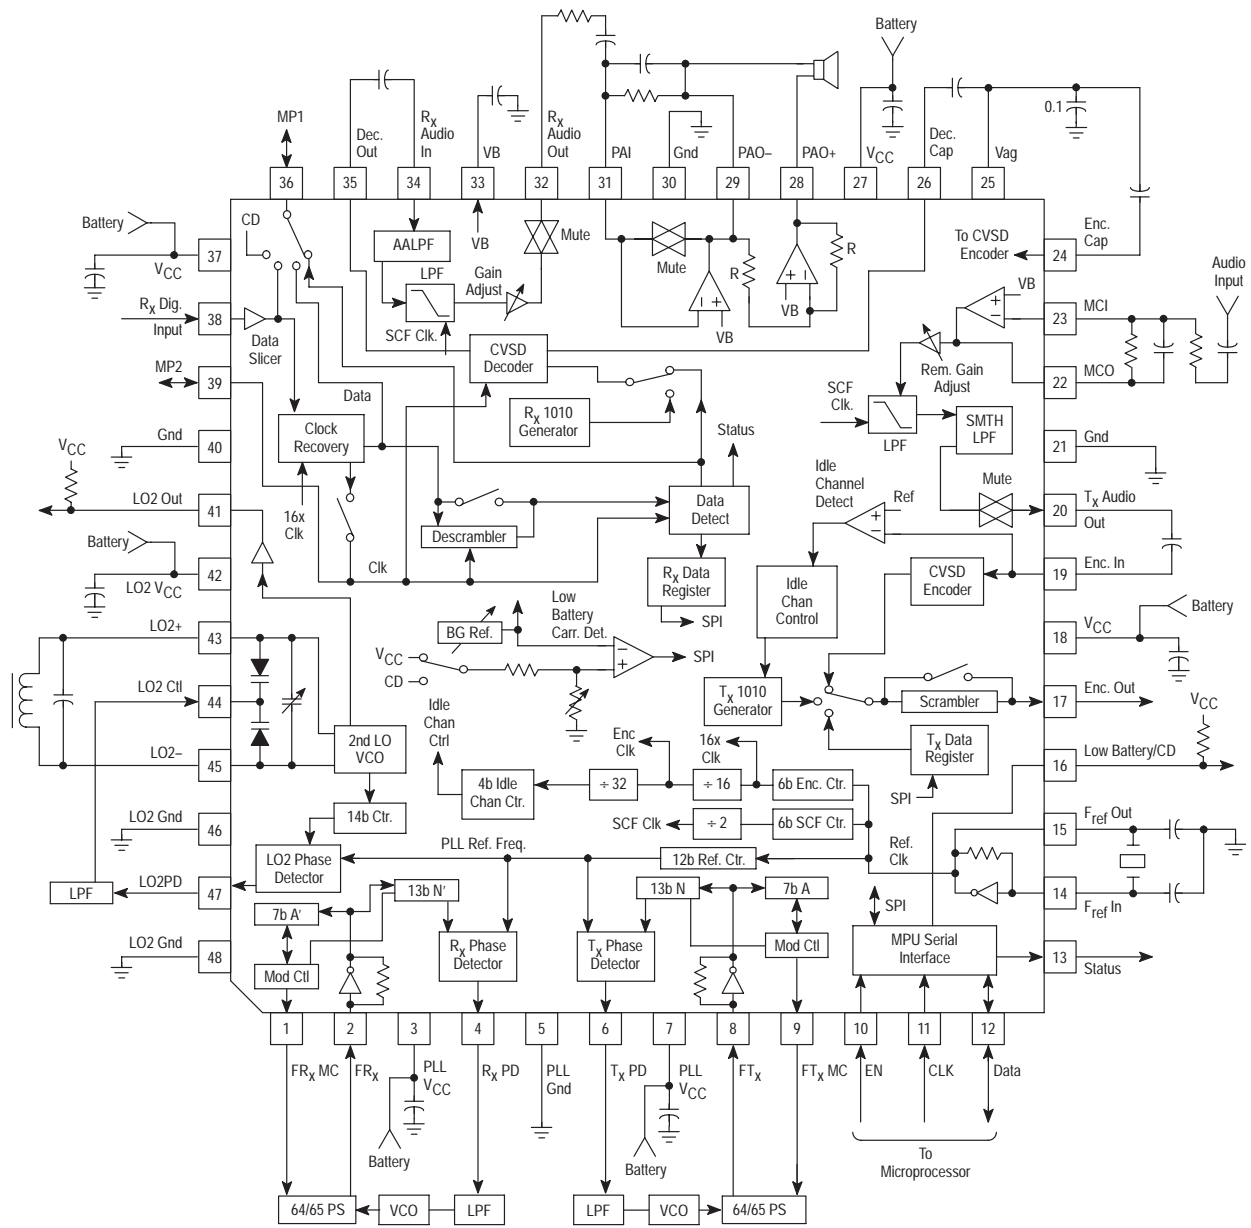 MP1
Dec.
Out
Rx
Audio
In
VB
Rx
Audio
Out
PAI
Gnd
PAO–
PAO+
Battery
VCC
Dec.
Cap
0.1
Vag
36
35
34
33
32
31
30
29
28
27
26
25
Battery
VCC
37
CD
AALPF
VB
Mute
LPF
Gain
Adjust
SCF Clk.
Mute
R
VB
R
VB
To CVSD
Encoder
24
Enc.
Cap
Audio
Input
Rx Dig.
Input
38
Data
Slicer
VB
23
MCI
MP2
39
Data
CVSD
Decoder
Rx 1010
Generator
Rem. Gain
Adjust
22
MCO
SCF
Clk.
LPF
SMTH
LPF
Gnd
40
Clock
Recovery
Status
21
Gnd
VCC
LO2 Out
41
16x
Clk
Descrambler
Data
Detect
Idle
Channel
Detect
Ref
Mute
20
Tx Audio
Out
Battery
LO2 VCC
42
Clk
Rx Data
Register
SPI
Idle
Chan
Control
CVSD
Encoder
19
Enc. In
LO2+
43
BG Ref.
Low
Battery
Carr. Det.
SPI
18
VCC
Battery
LO2 Ctl
44
VCC
CD
Tx 1010
Generator
Scrambler
17
Enc. Out
VCC
LO2–
45
2nd LO
VCO
Idle
Chan
Ctrl
Enc
Clk
16x
Clk
Tx Data
Register
16
Low Battery/CD
4b Idle
Chan Ctr.
÷ 32
÷ 16
6b Enc. Ctr.
SPI
LO2 Gnd
46
14b Ctr.
SCF Clk
÷ 2
6b SCF Ctr.
15
Fref Out
LO2 Phase
Detector
PLL Ref. Freq.
12b Ref. Ctr.
Ref.
Clk
LPF
LO2PD
47
13b N'
13b N
7b A
14
Fref In
7b A'
SPI
LO2 Gnd
48
Mod Ctl
Rx Phase
Detector
Tx Phase
Detector
Mod Ctl
MPU Serial
Interface
13
Status
1
2
3
4
5
6
7
8
9
10
11
12
FRx MC
FRx
PLL
VCC
Rx PD
PLL
Gnd
Tx PD
PLL
VCC
FTx
FTx MC
EN
CLK
Data
Battery
Battery
To
Microprocessor
64/65 PS
VCO
LPF
LPF
VCO
64/65 PS